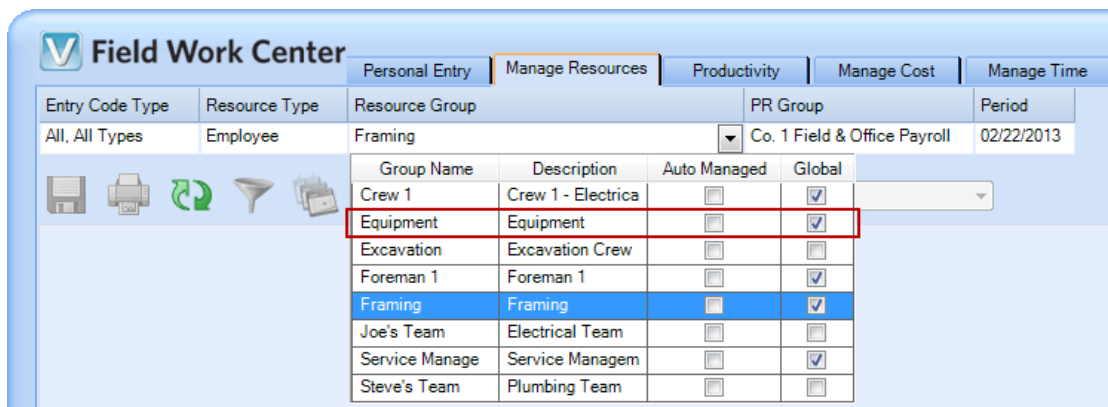 Field Work Center
Personal Entry Manage Resources Productivity Manage Cost Manage Time
Entry Code Type Resource Type Resource Group PR Group Period
All, All Types Employee Framing Co. 1 Field & Office Payroll 02/22/2013
Group Name Description Auto Managed Global
Crew 1 Crew 1 - Electrica
Equipment Equipment
Excavation Excavation Crew
Foreman 1 Foreman 1
Framing Framing
Joe's Team Electrical Team
Service Manage Service Managem
Steve's Team Plumbing Team